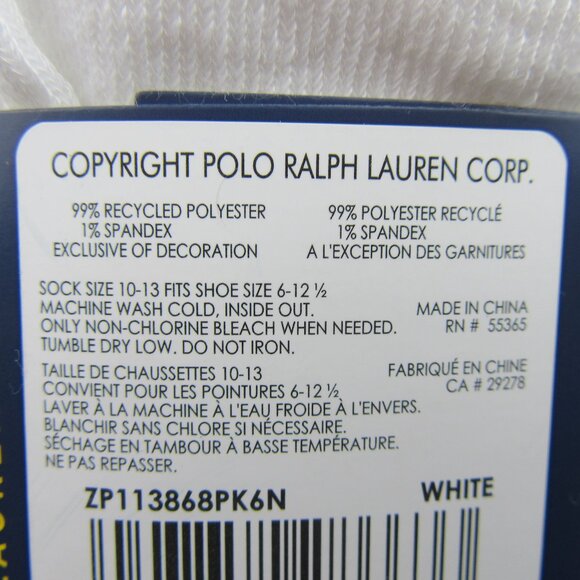 COPYRIGHT POLO RALPH LAUREN CORP.
99% RECYCLED POLYESTER
1% SPANDEX
EXCLUSIVE OF DECORATION
99% POLYESTER RECYCLÉ
1% SPANDEX
A L'EXCEPTION DES GARNITURES
SOCK SIZE 10-13 FITS SHOE SIZE 6-12 ½
MACHINE WASH COLD, INSIDE OUT.
ONLY NON-CHLORINE BLEACH WHEN NEEDED.
TUMBLE DRY LOW. DO NOT IRON.
MADE IN CHINA
RN # 55365
TAILLE DE CHAUSSETTES 10-13
CONVIENT POUR LES POINTURES 6-12 ½
LAVER À LA MACHINE À L'EAU FROIDE À L'ENVERS.
BLANCHIR SANS CHLORE SI NÉCESSAIRE.
SÉCHAGE EN TAMBOUR À BASSE TEMPÉRATURE.
NE PAS REPASSER.
FABRIQUÉ EN CHINE
CA # 29278
ZP113868PK6N
WHITE